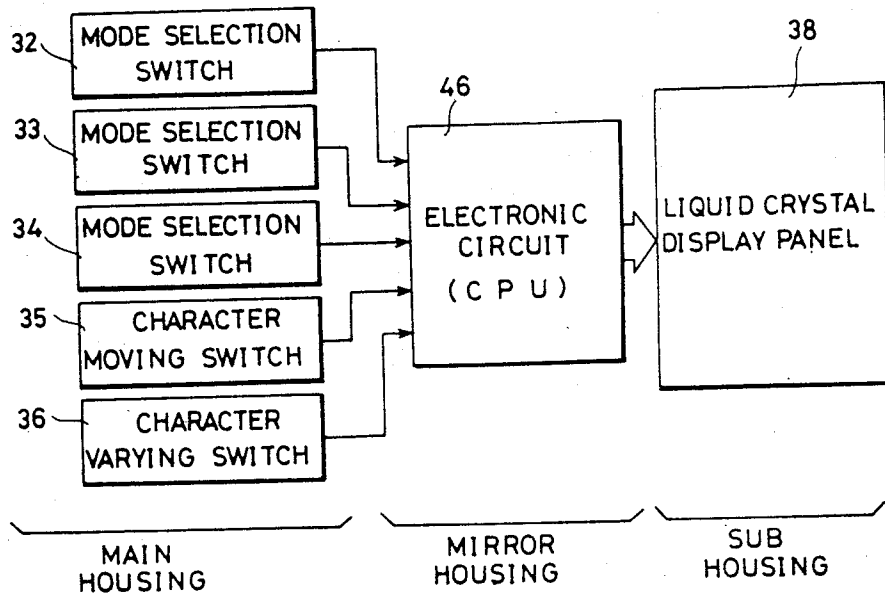 32
MODE SELECTION
SWITCH
33
MODE SELECTION
SWITCH
34
MODE SELECTION
SWITCH
35
CHARACTER
MOVING SWITCH
36
CHARACTER
VARYING SWITCH
46
ELECTRONIC
CIRCUIT
(CPU)
38
LIQUID CRYSTAL
DISPLAY PANEL
MAIN
HOUSING
MIRROR
HOUSING
SUB
HOUSING